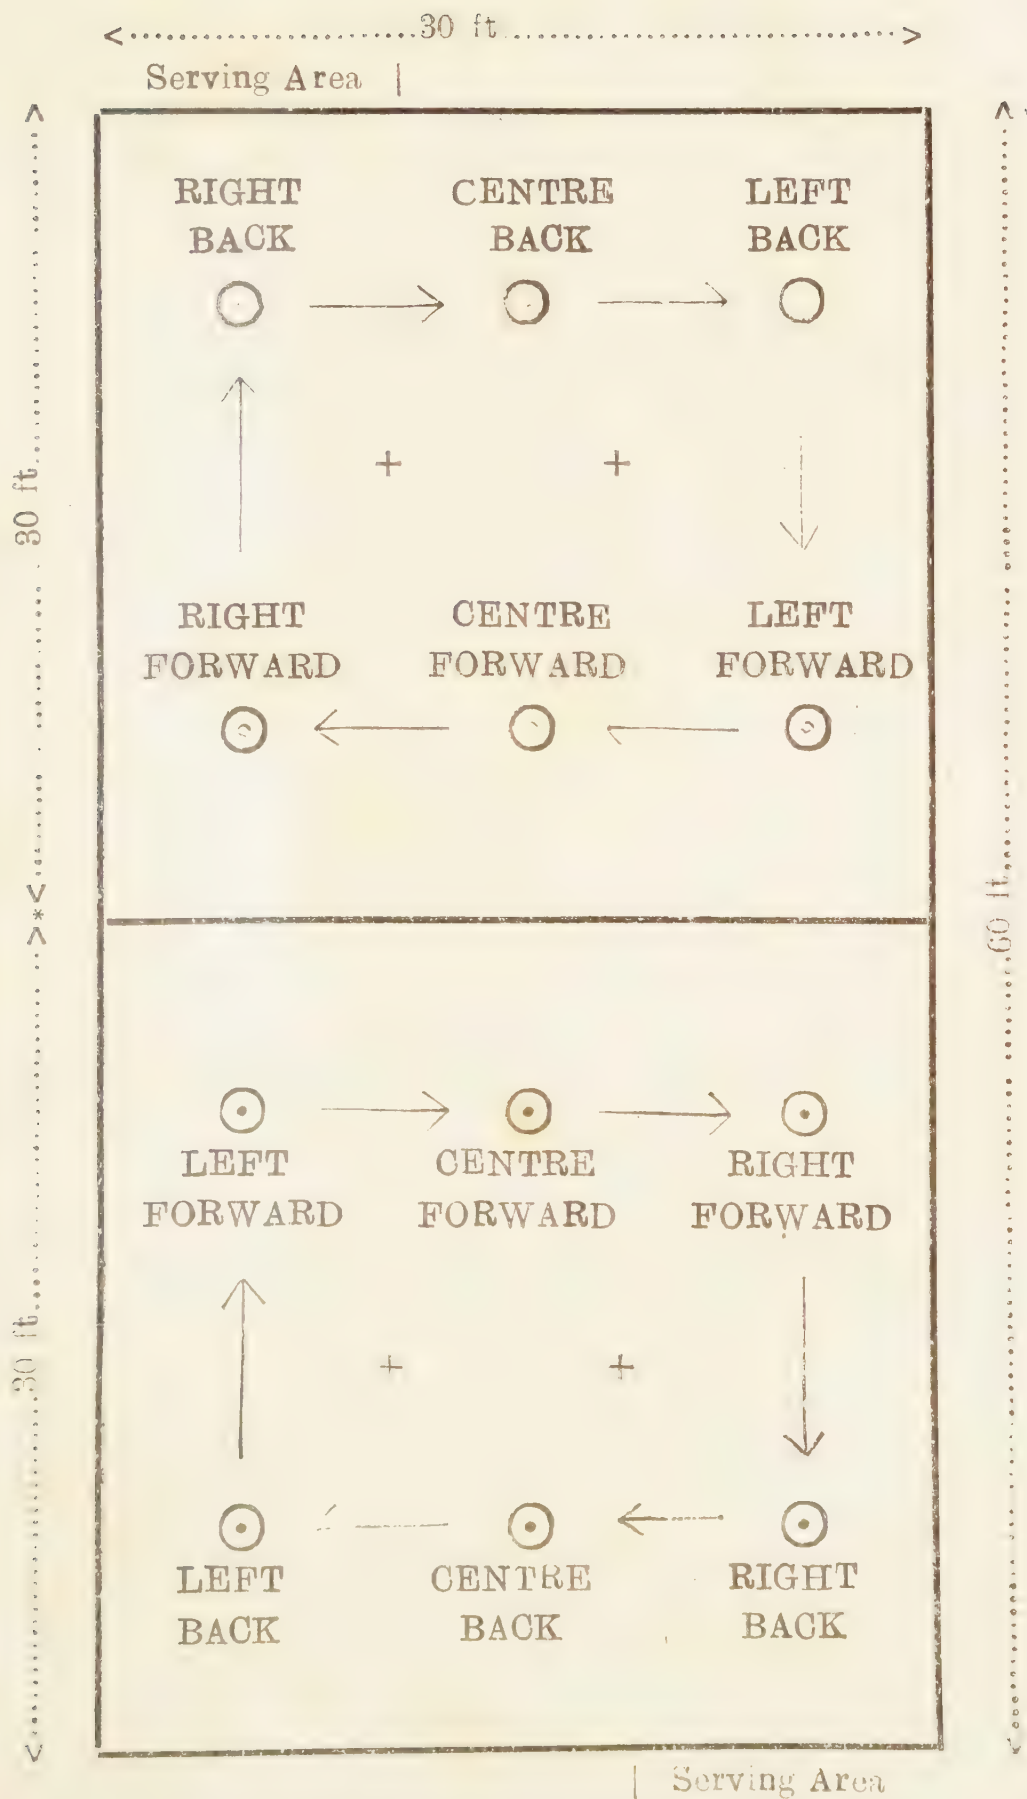 30 ft
Serving Area
RIGHT CENTRE LEFT
BACK BACK BACK
+ +
30 ft
RIGHT CENTRE LEFT
FORWARD FORWARD FORWARD
60 ft
LEFT CENTRE RIGHT
FORWARD FORWARD FORWARD
30 ft
+ +
LEFT CENTRE RIGHT
BACK BACK BACK
Serving Area